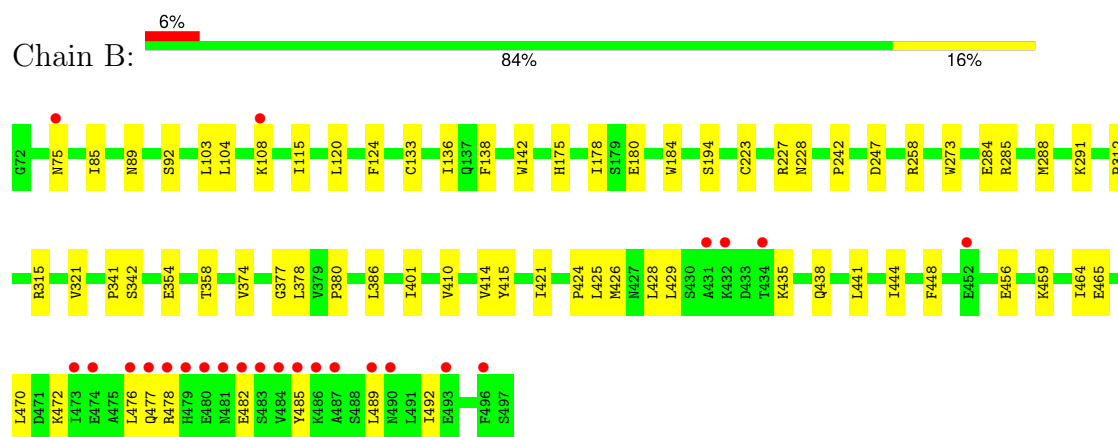 6%
Chain B:
84% 16%
G72 N75 I85 N89 S92 L103 L104 K108 I115 L120 F124 C133 I136 Q137 F138 W142 H175 I178 S179 E180 W184 S194 C223 R227 N228 P242 D247 R258 W273 E284 R285 M288 K291
R315 V321 P341 S342 E354 T358 V374 G377 L378 V379 P380 L386 I401 V410 V414 Y415 I421 P424 L425 M426 N427 L428 L429 S430 A431 K432 D433 T434 K435 Q438 L441 I444 F448 E452 E456 K459 I464 E465
L470 D471 K472 I473 E474 A475 L476 Q477 R478 H479 E480 N481 E482 S483 V484 Y485 K486 A487 S488 L489 N490 L491 I492 E493 F496 S497